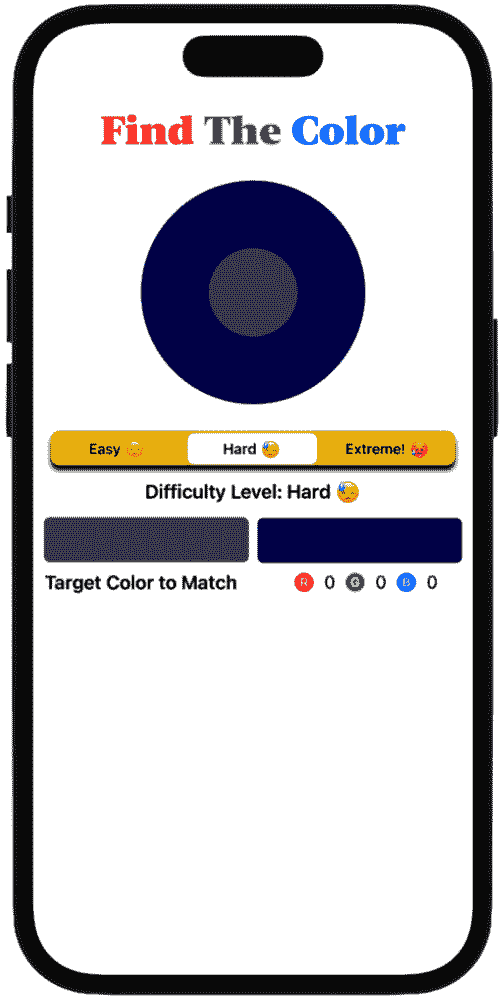 Find The Color
Easy 😳 Hard 😓 Extreme! 🥵
Difficulty Level: Hard 😓
Target Color to Match R 0 G 0 B 0